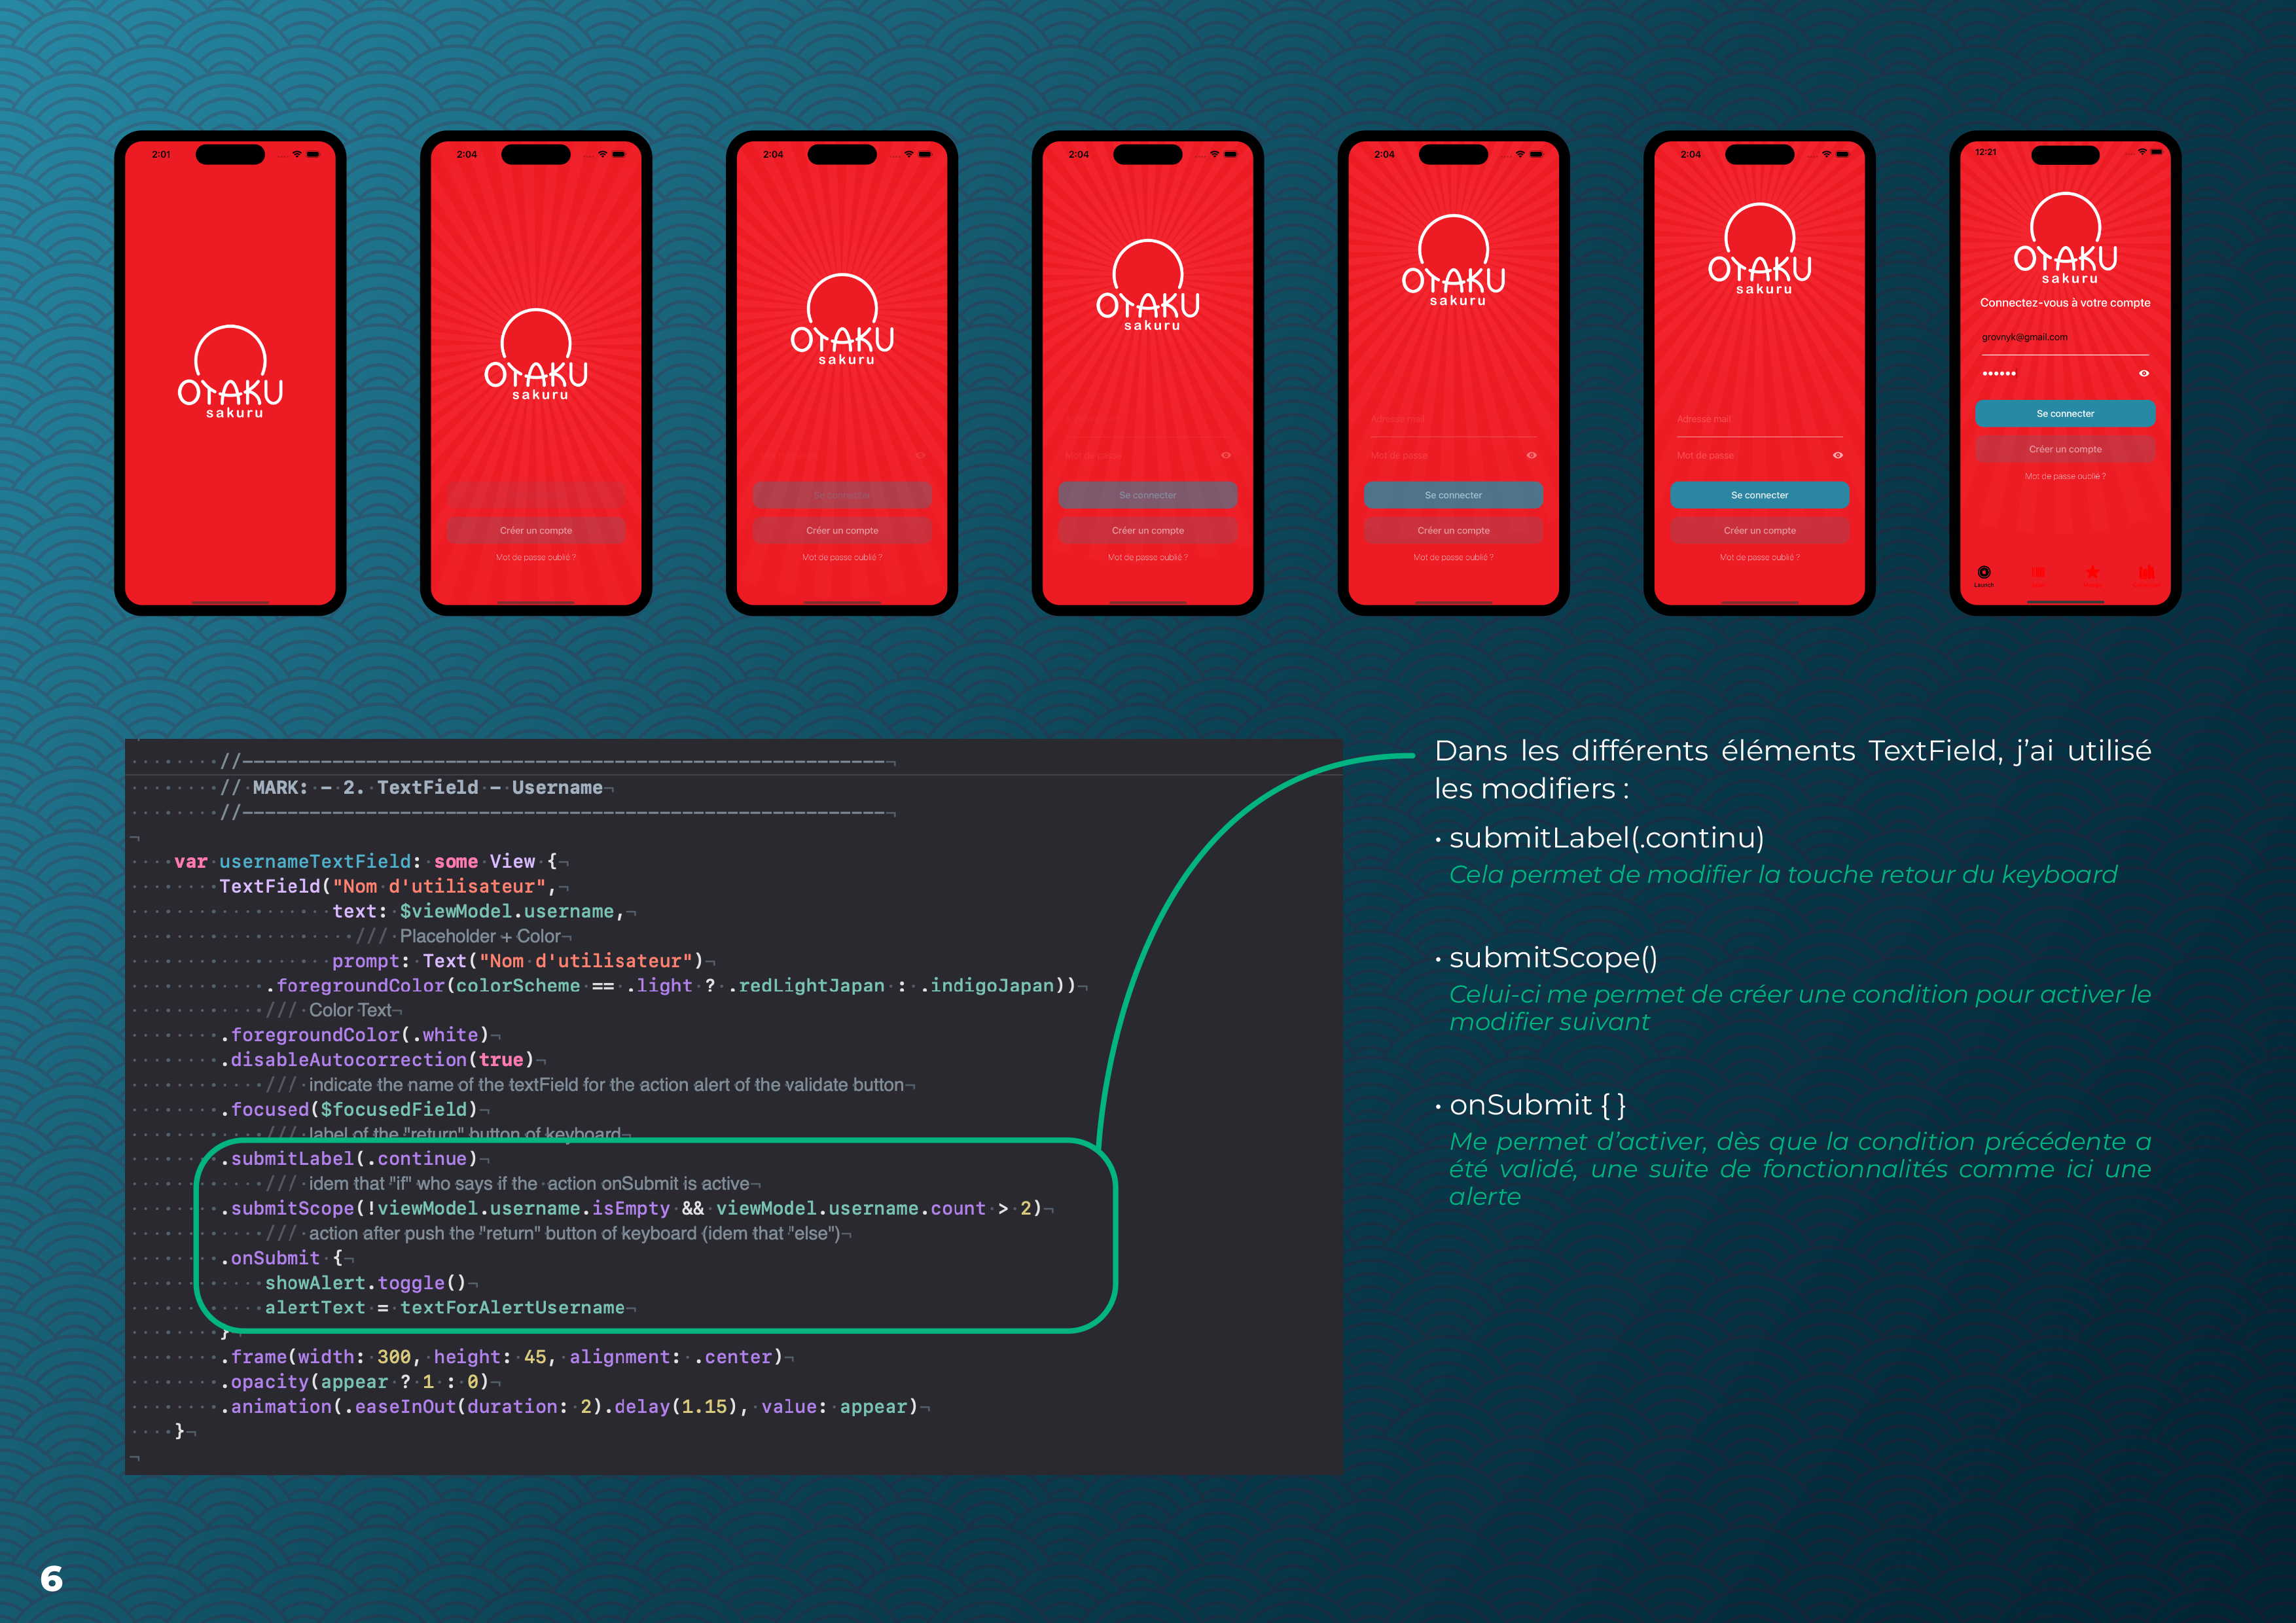 2:01
OTAKU
sakuru
2:04
OTAKU
sakuru
Créer un compte
Mot de passe oublié ?
2:04
OTAKU
sakuru
Se connecter
Créer un compte
Mot de passe oublié ?
2:04
OTAKU
sakuru
Mot de passe
Se connecter
Créer un compte
Mot de passe oublié ?
2:04
OTAKU
sakuru
Adresse mail
Mot de passe
Se connecter
Créer un compte
Mot de passe oublié ?
2:04
OTAKU
sakuru
Adresse mail
Mot de passe
Se connecter
Créer un compte
Mot de passe oublié ?
12:21
OTAKU
sakuru
Connectez-vous à votre compte
grovnyk@gmail.com
Se connecter
Créer un compte
Mot de passe oublié ?
Launch
//----------------------------------------------------------
// MARK: - 2. TextField - Username
//----------------------------------------------------------
var usernameTextField: some View {
TextField("Nom d'utilisateur",
text: $viewModel.username,
/// Placeholder + Color
prompt: Text("Nom d'utilisateur")
.foregroundColor(colorScheme == .light ? .redLightJapan : .indigoJapan))
/// Color Text
.foregroundColor(.white)
.disableAutocorrection(true)
/// indicate the name of the textField for the action alert of the validate button
.focused($focusedField)
/// label of the "return" button of keyboard
.submitLabel(.continue)
/// idem that "if" who says if the action onSubmit is active
.submitScope(!viewModel.username.isEmpty && viewModel.username.count > 2)
/// action after push the "return" button of keyboard (idem that "else")
.onSubmit {
showAlert.toggle()
alertText = textForAlertUsername
}
.frame(width: 300, height: 45, alignment: .center)
.opacity(appear ? 1 : 0)
.animation(.easeInOut(duration: 2).delay(1.15), value: appear)
}
Dans les différents éléments TextField, j’ai utilisé
les modifiers :
• submitLabel(.continu)
Cela permet de modifier la touche retour du keyboard
• submitScope()
Celui-ci me permet de créer une condition pour activer le
modifier suivant
• onSubmit { }
Me permet d’activer, dès que la condition précédente a
été validé, une suite de fonctionnalités comme ici une
alerte
6